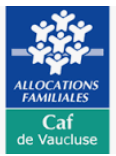 ALLOCATIONS
FAMILIALES
Caf
de Vaucluse